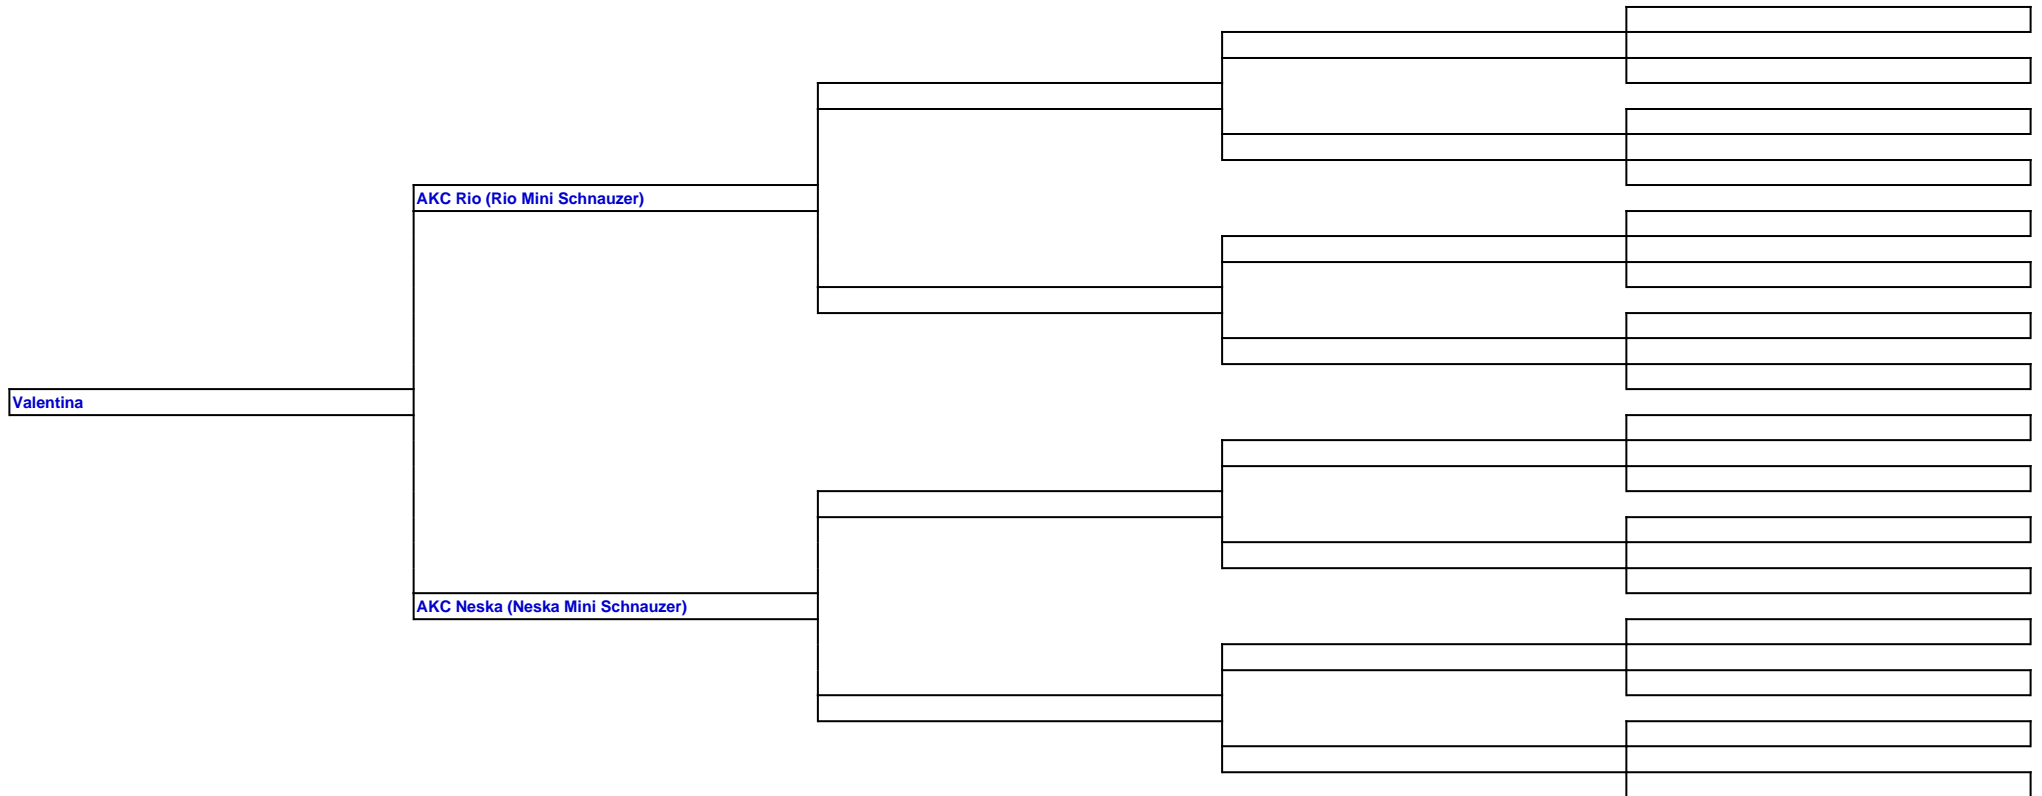 AKC Rio (Rio Mini Schnauzer)
Valentina
AKC Neska (Neska Mini Schnauzer)